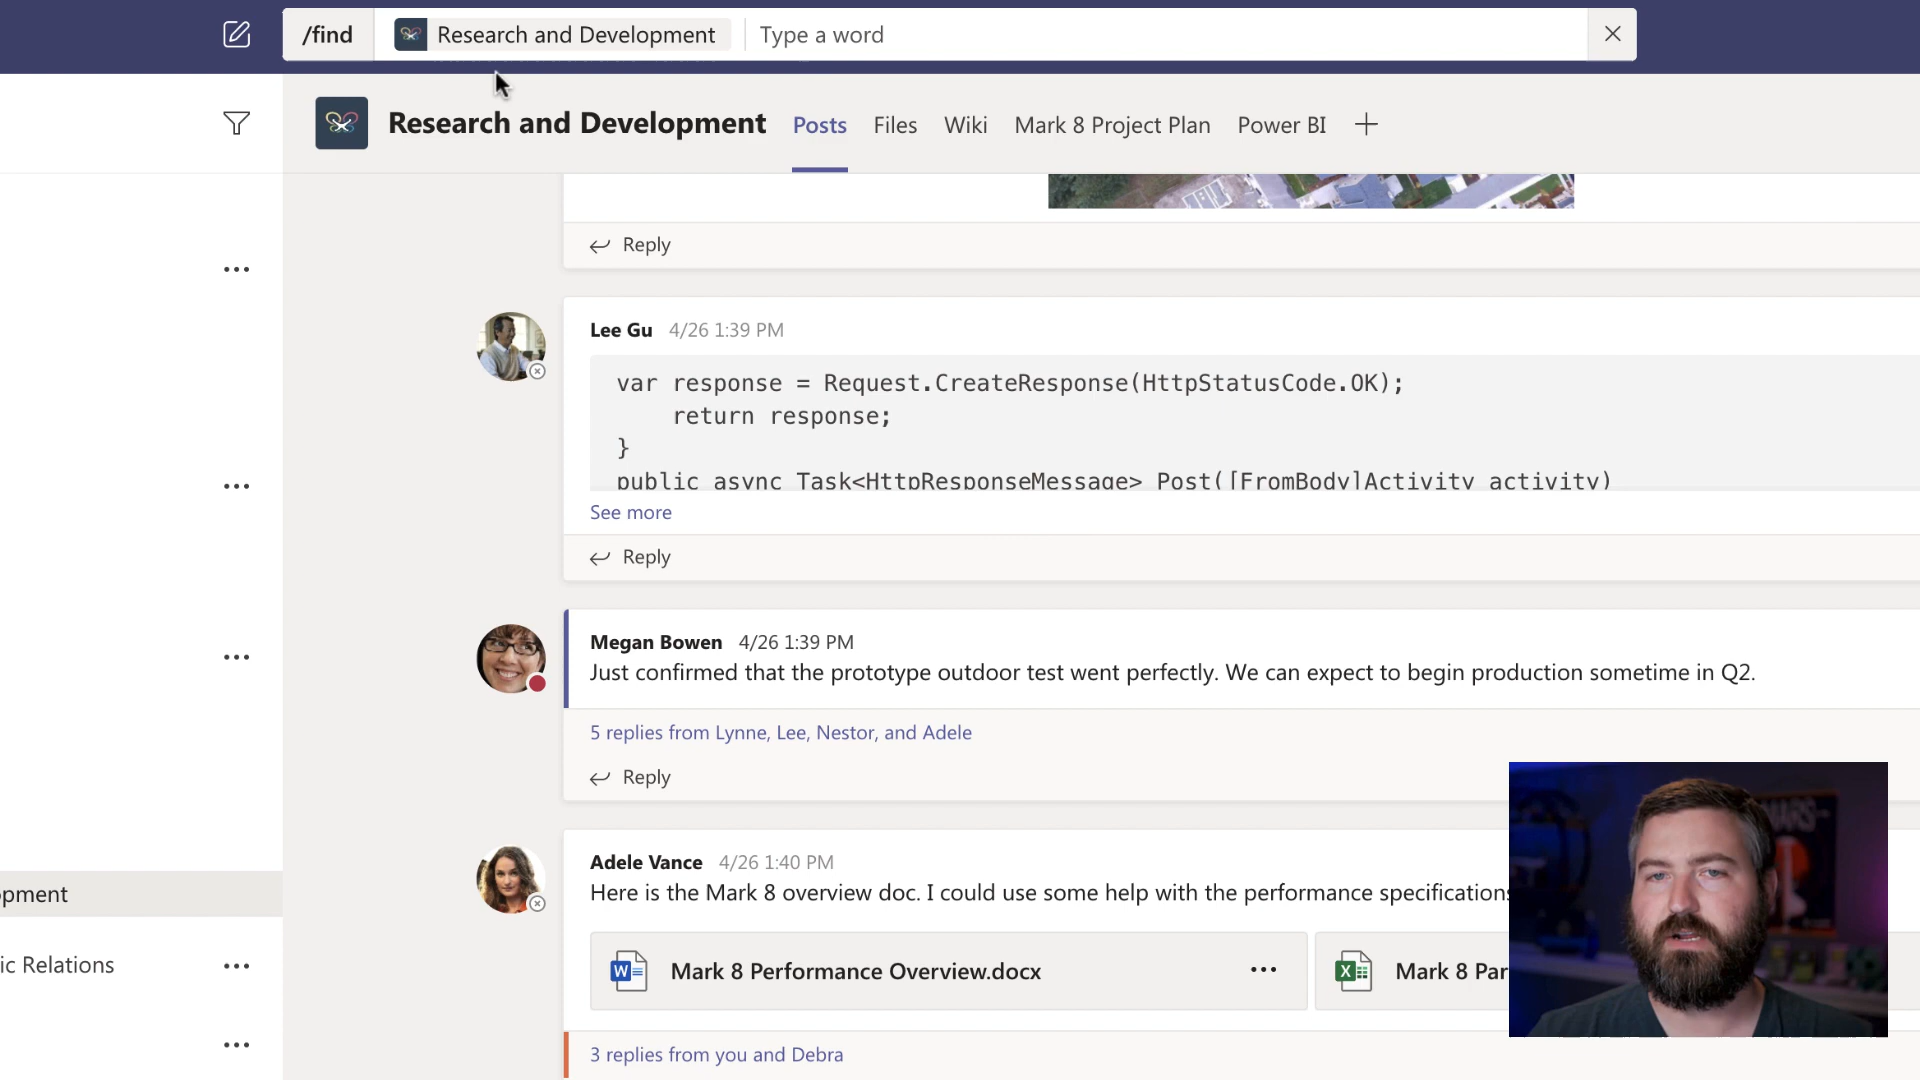 /find Research and Development Type a word
Research and Development Posts Files Wiki Mark 8 Project Plan Power BI
Reply
Lee Gu 4/26 1:39 PM
var response = Request.CreateResponse(HttpStatusCode.OK);
return response;
}
public async Task<HttpResponseMessage> Post([FromBody]Activity activity)
See more
Reply
Megan Bowen 4/26 1:39 PM
Just confirmed that the prototype outdoor test went perfectly. We can expect to begin production sometime in Q2.
5 replies from Lynne, Lee, Nestor, and Adele
Reply
Adele Vance 4/26 1:40 PM
opment
Here is the Mark 8 overview doc. I could use some help with the performance specifications
ic Relations
Mark 8 Performance Overview.docx
Mark 8 Par
3 replies from you and Debra